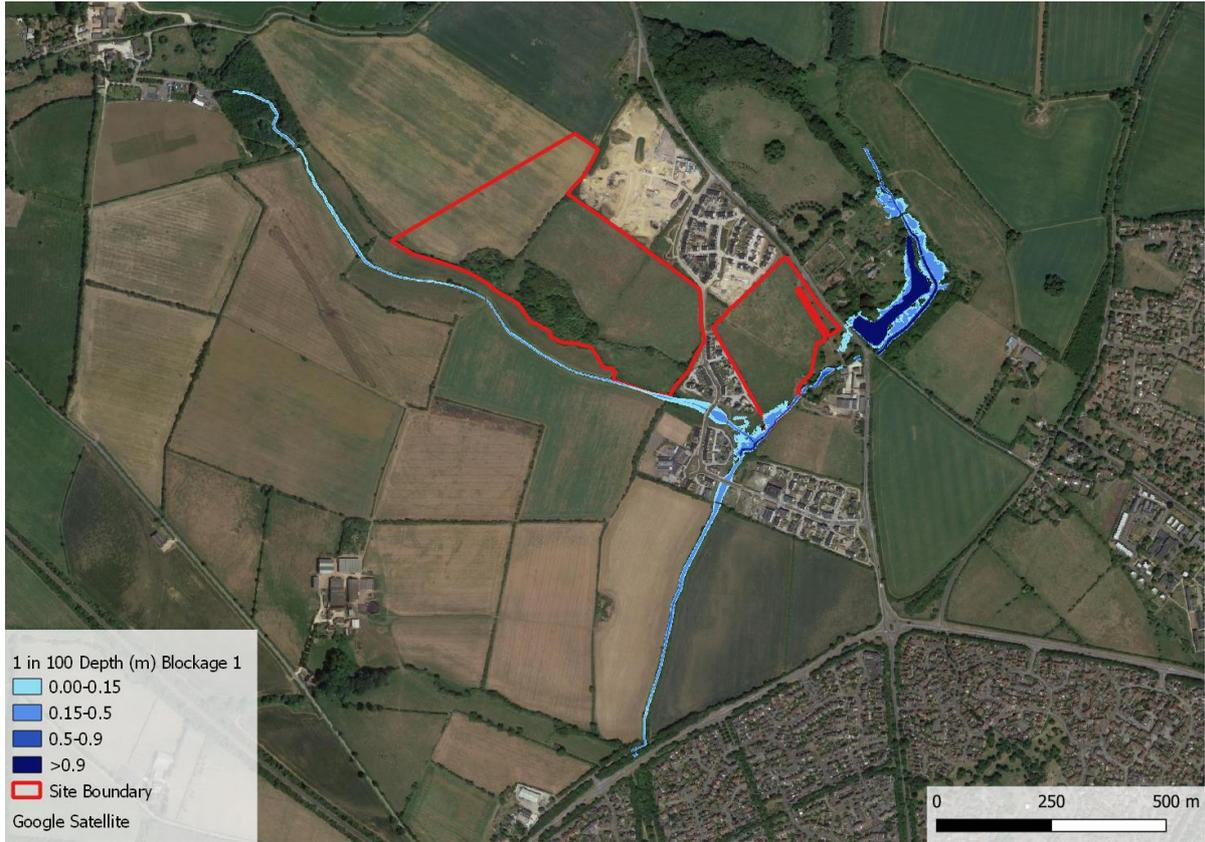 1 in 100 Depth (m) Blockage 1
0.00-0.15
0.15-0.5
0.5-0.9
>0.9
Site Boundary
Google Satellite
0 250 500 m